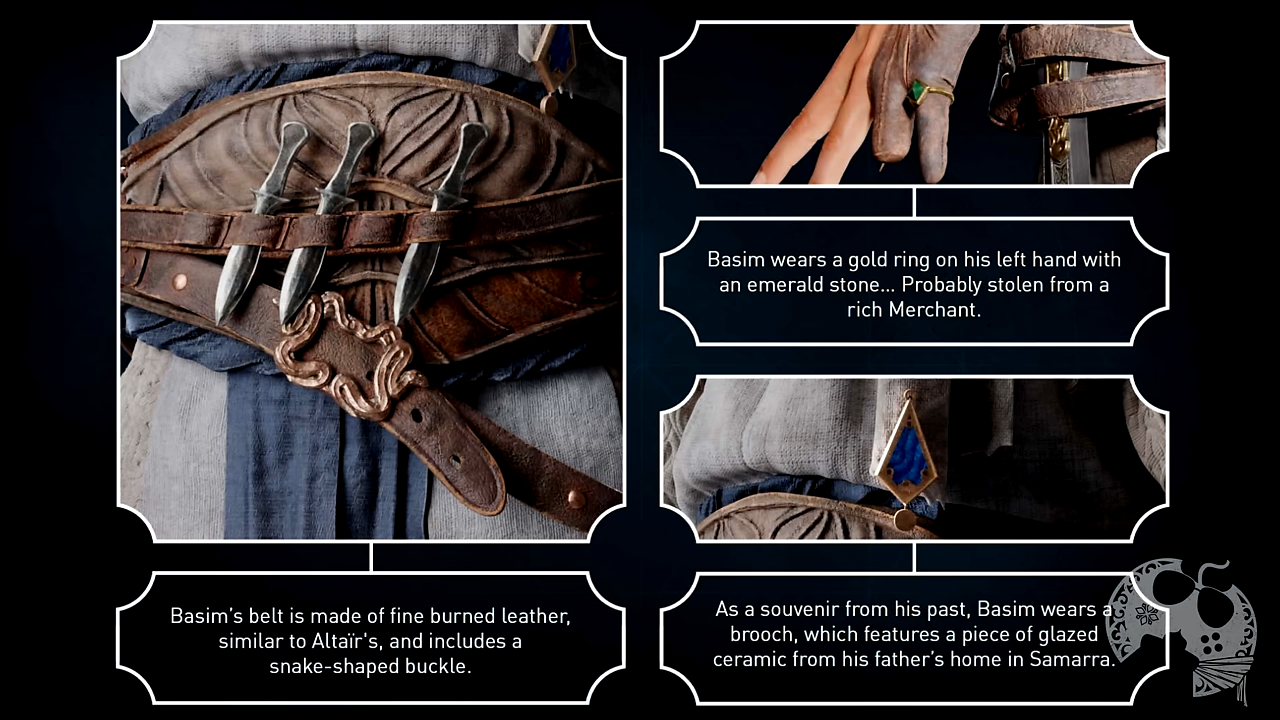 Basim wears a gold ring on his left hand with
an emerald stone... Probably stolen from a
rich Merchant.
Basim's belt is made of fine burned leather,
similar to Altaïr's, and includes a
snake-shaped buckle.
As a souvenir from his past, Basim wears a
brooch, which features a piece of glazed
ceramic from his father's home in Samarra.